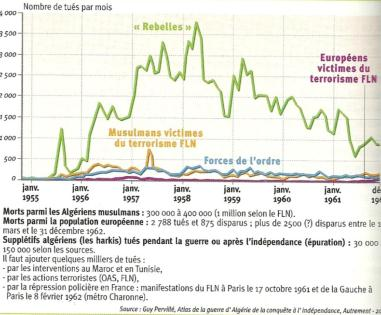 Nombre de tués par mois
4 000
3 500
3 000
2 500
2 000
1 500
1 000
500
0
« Rebelles »
Européens
victimes du
terrorisme FLN
Musulmans victimes
du terrorisme FLN
Forces de l'ordre
janv. janv. janv. janv. janv. janv. janv. dé
1955 1956 1957 1958 1959 1960 1961 19
Morts parmi les Algériens musulmans : 300 000 à 400 000 (1 million selon le FLN).
Morts parmi la population européenne : 2 788 tués et 875 disparus ; plus de 2500 (?) disparus entre le 1
mars et le 31 décembre 1962.
Supplétifs algériens (les harkis) tués pendant la guerre ou après l'indépendance (épuration) : 30 000
150 000 selon les sources.
Il faut ajouter quelques milliers de tués :
- par les interventions au Maroc et en Tunisie,
- par les actions terroristes (OAS, FLN),
- par la répression policière en France : manifestations du FLN à Paris le 17 octobre 1961 et de la Gauche à
Paris le 8 février 1962 (métro Charonne).
Source : Guy Pervillé, Atlas de la guerre d'Algérie de la conquête à l'Indépendance, Autrement - 20